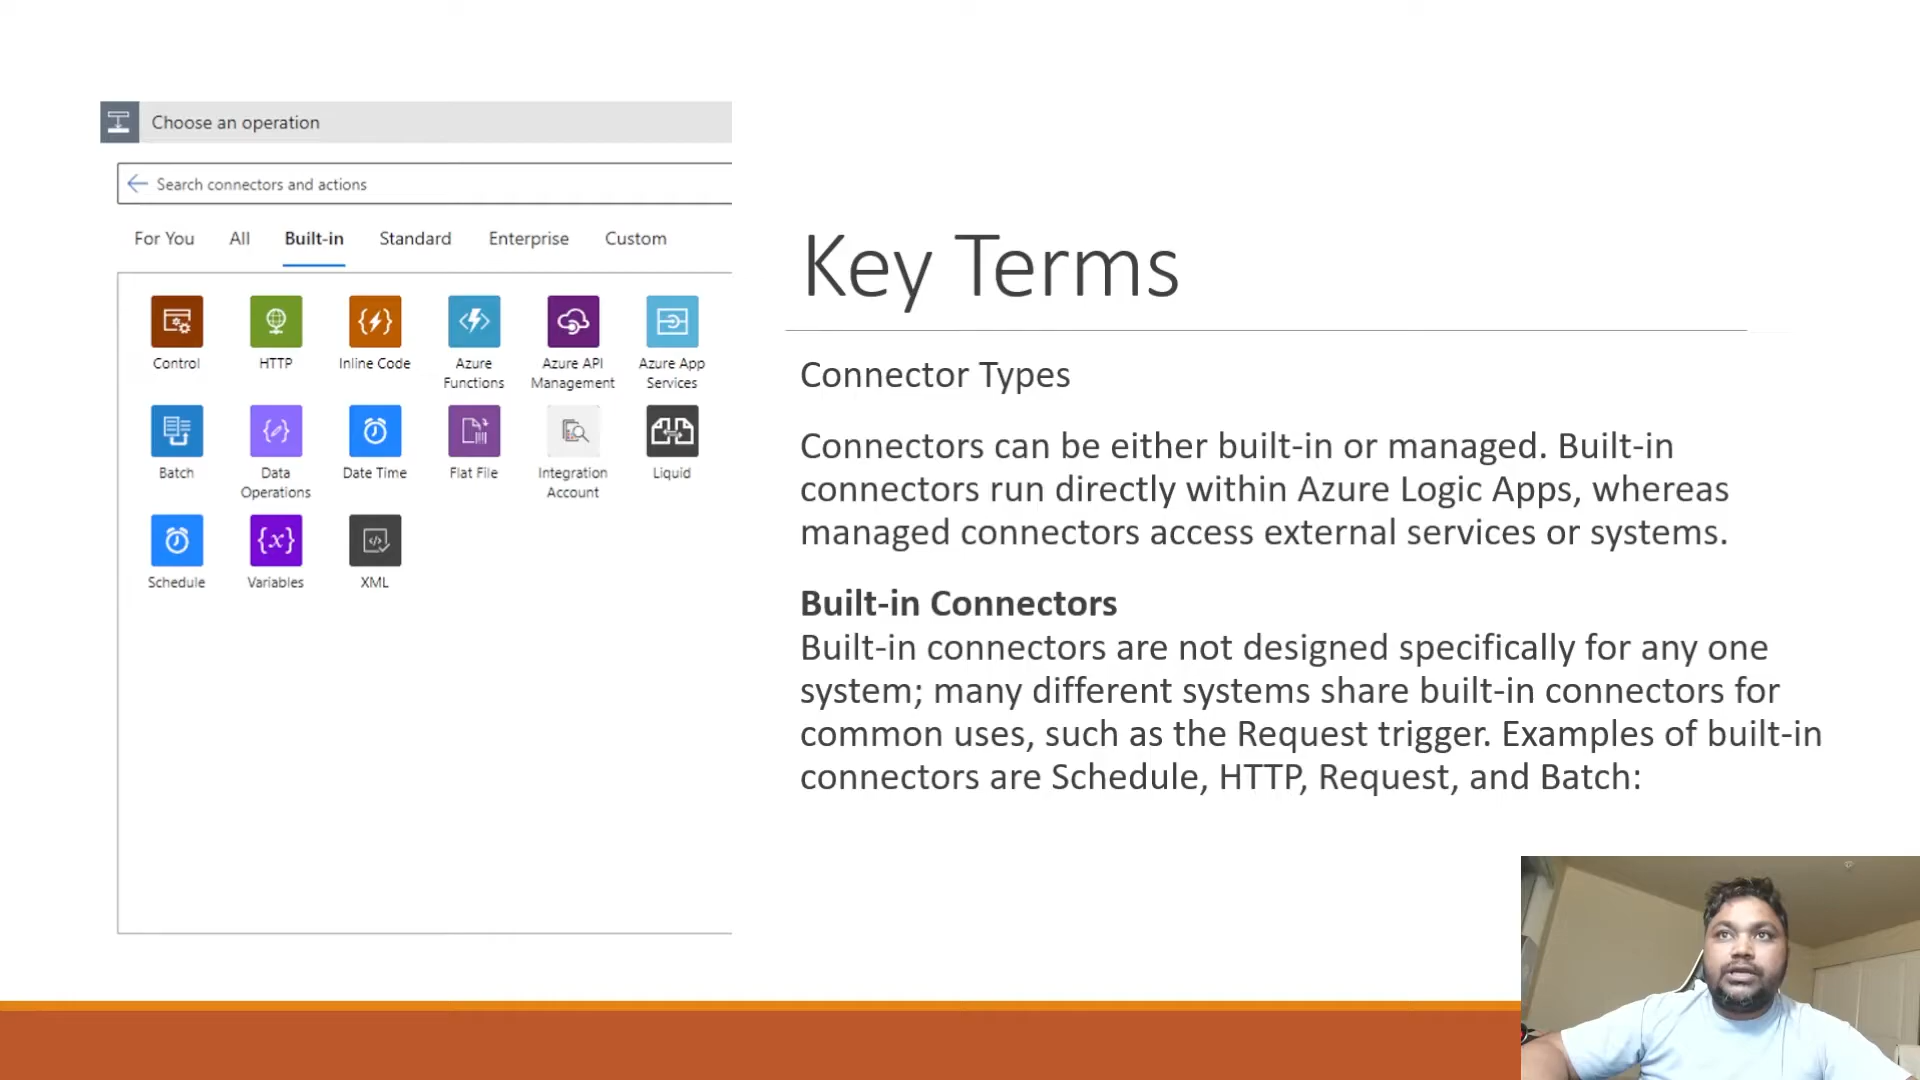 Choose an operation
Search connectors and actions
For You All Built-in Standard Enterprise Custom
Control HTTP Inline Code Azure Functions Azure API Management Azure App Services
Batch Data Operations Date Time Flat File Integration Account Liquid
Schedule Variables XML
Key Terms
Connector Types
Connectors can be either built-in or managed. Built-in
connectors run directly within Azure Logic Apps, whereas
managed connectors access external services or systems.
Built-in Connectors
Built-in connectors are not designed specifically for any one
system; many different systems share built-in connectors for
common uses, such as the Request trigger. Examples of built-in
connectors are Schedule, HTTP, Request, and Batch: